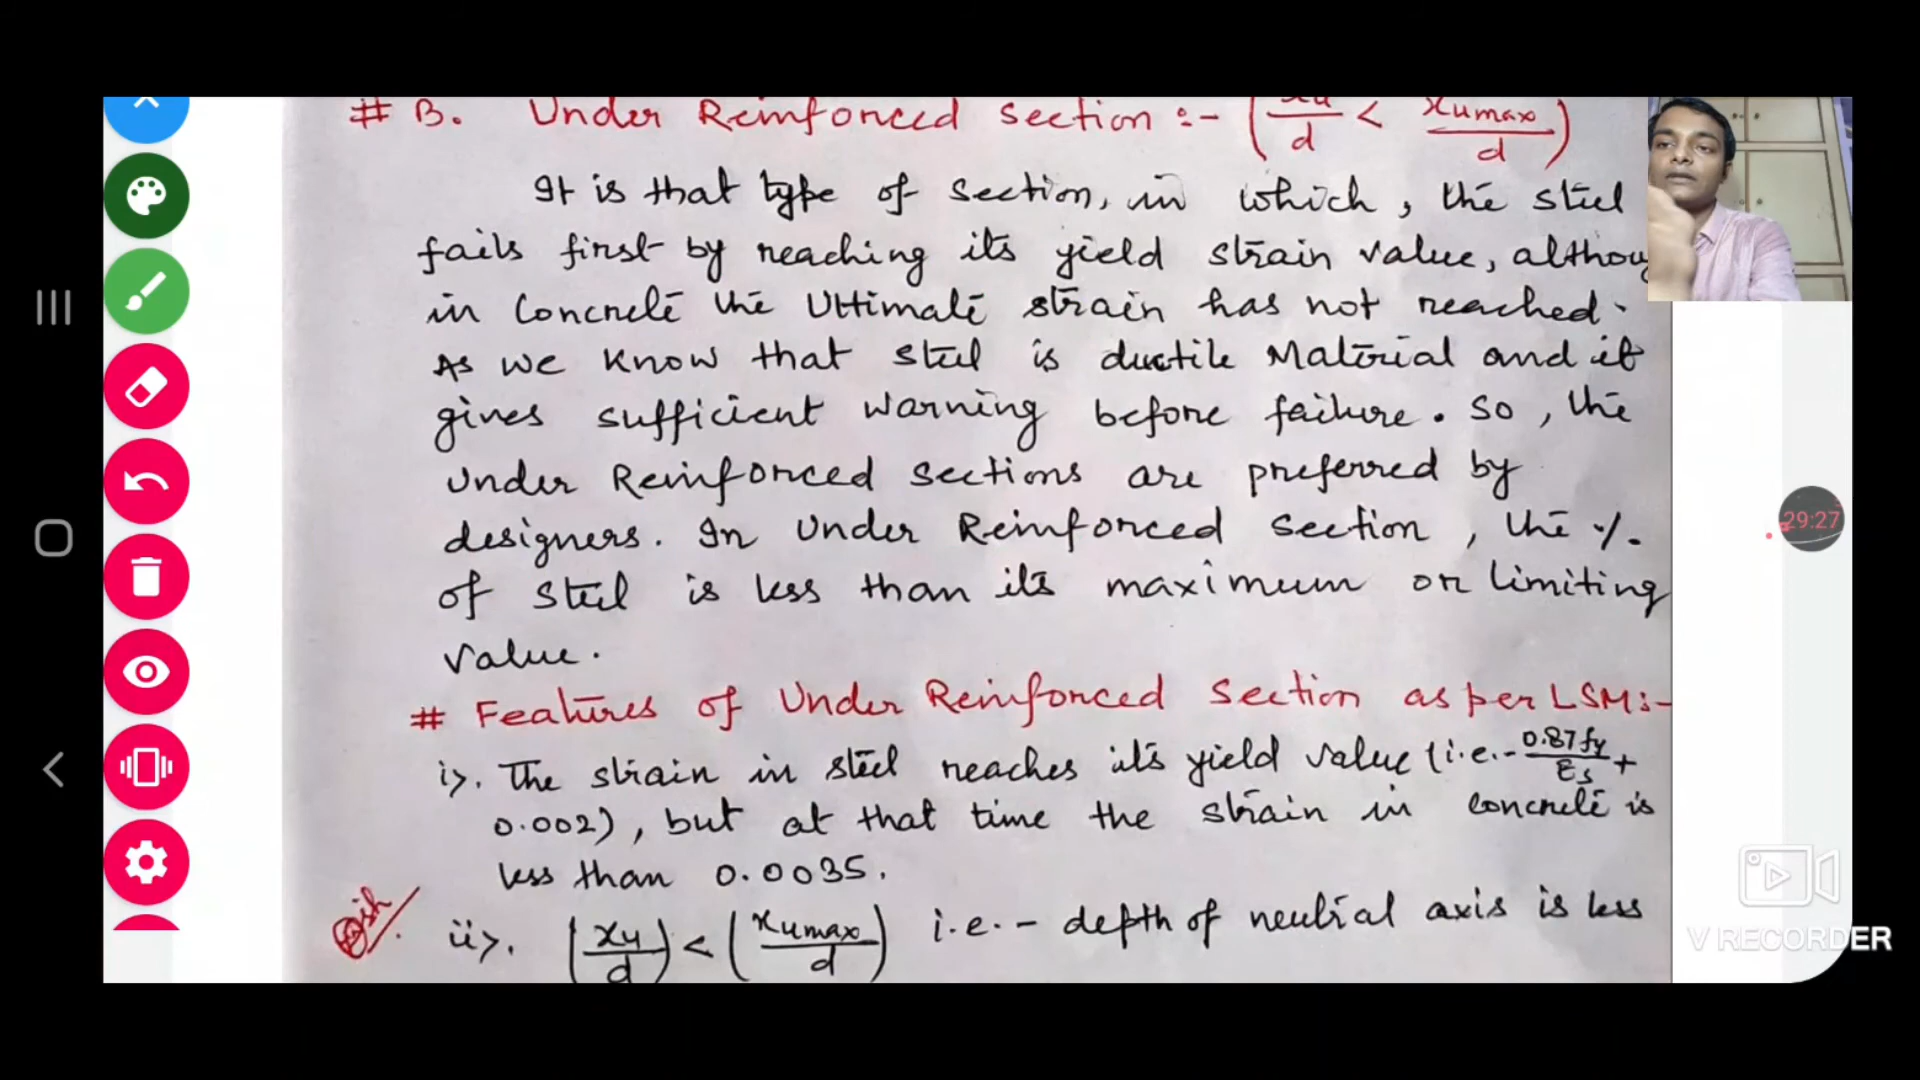 # B. Under Reinforced Section :- (xu/d < xumax/d)
It is that type of section, in which, the steel
fails first by reaching its yield strain value, althou
in Concrete the Ultimate strain has not reached.
As we know that steel is ductile Material and it
gives sufficient warning before failure. So, the
Under Reinforced sections are preferred by
designers. In Under Reinforced section, the %.
of steel is less than its maximum or limiting
value.
# Features of Under Reinforced Section as per LSM:-
i>. The strain in steel reaches its yield value (i.e.- 0.87fy/Es +
0.002), but at that time the strain in concrete is
less than 0.0035.
ii>. (xu/d) < (xumax/d) i.e. - depth of neutral axis is less
29:27
V RECORDER